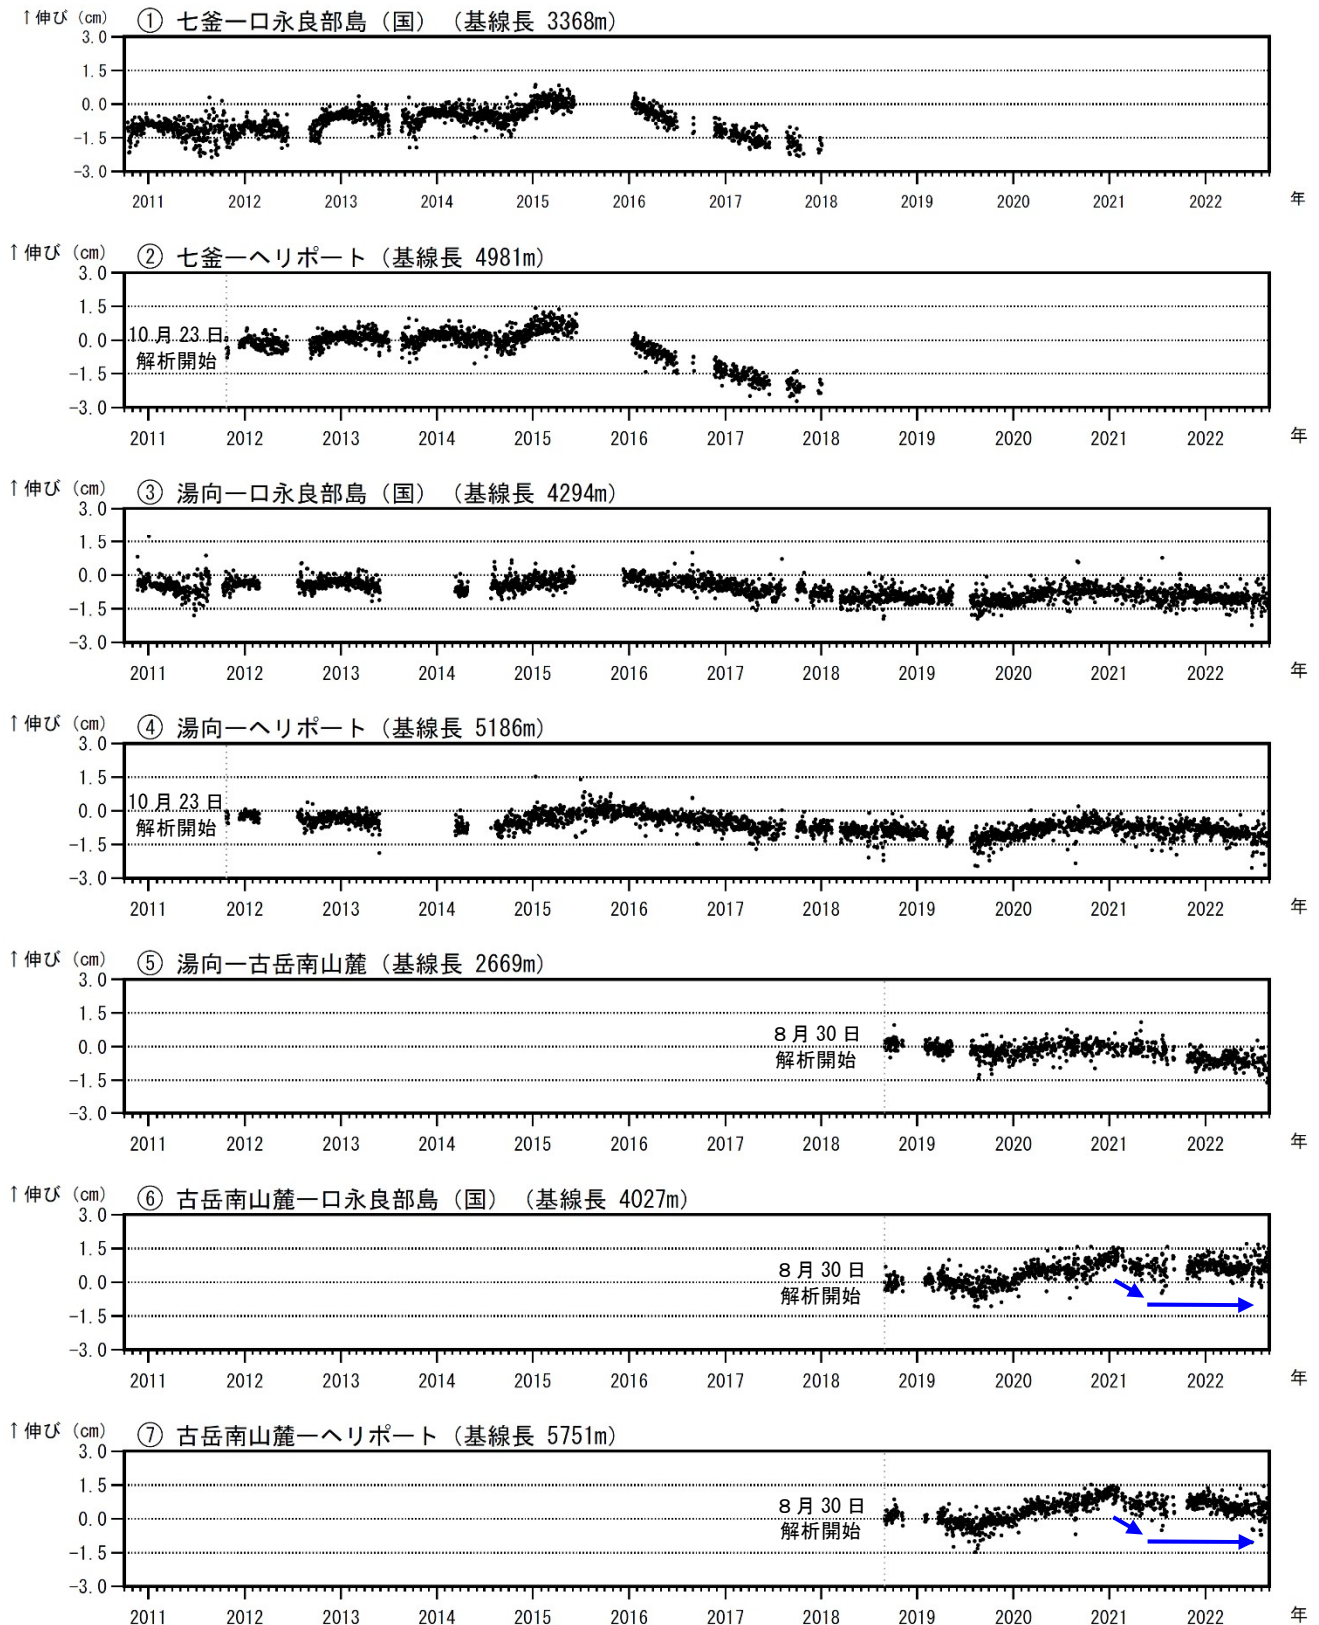 ↑伸び (cm) ① 七釜ー口永良部島（国）（基線長 3368m）
3.0
1.5
0.0
-1.5
-3.0
2011 2012 2013 2014 2015 2016 2017 2018 2019 2020 2021 2022 年
↑伸び (cm) ② 七釜ーヘリポート（基線長 4981m）
3.0
1.5
10月23日 0.0
解析開始
-1.5
-3.0
2011 2012 2013 2014 2015 2016 2017 2018 2019 2020 2021 2022 年
↑伸び (cm) ③ 湯向ー口永良部島（国）（基線長 4294m）
3.0
1.5
0.0
-1.5
-3.0
2011 2012 2013 2014 2015 2016 2017 2018 2019 2020 2021 2022 年
↑伸び (cm) ④ 湯向ーヘリポート（基線長 5186m）
3.0
1.5
10月23日 0.0
解析開始
-1.5
-3.0
2011 2012 2013 2014 2015 2016 2017 2018 2019 2020 2021 2022 年
↑伸び (cm) ⑤ 湯向ー古岳南山麓（基線長 2669m）
3.0
1.5
0.0 8月30日
解析開始
-1.5
-3.0
2011 2012 2013 2014 2015 2016 2017 2018 2019 2020 2021 2022 年
↑伸び (cm) ⑥ 古岳南山麓ー口永良部島（国）（基線長 4027m）
3.0
1.5
0.0 8月30日
解析開始
-1.5
-3.0
2011 2012 2013 2014 2015 2016 2017 2018 2019 2020 2021 2022 年
↑伸び (cm) ⑦ 古岳南山麓ーヘリポート（基線長 5751m）
3.0
1.5
0.0 8月30日
解析開始
-1.5
-3.0
2011 2012 2013 2014 2015 2016 2017 2018 2019 2020 2021 2022 年